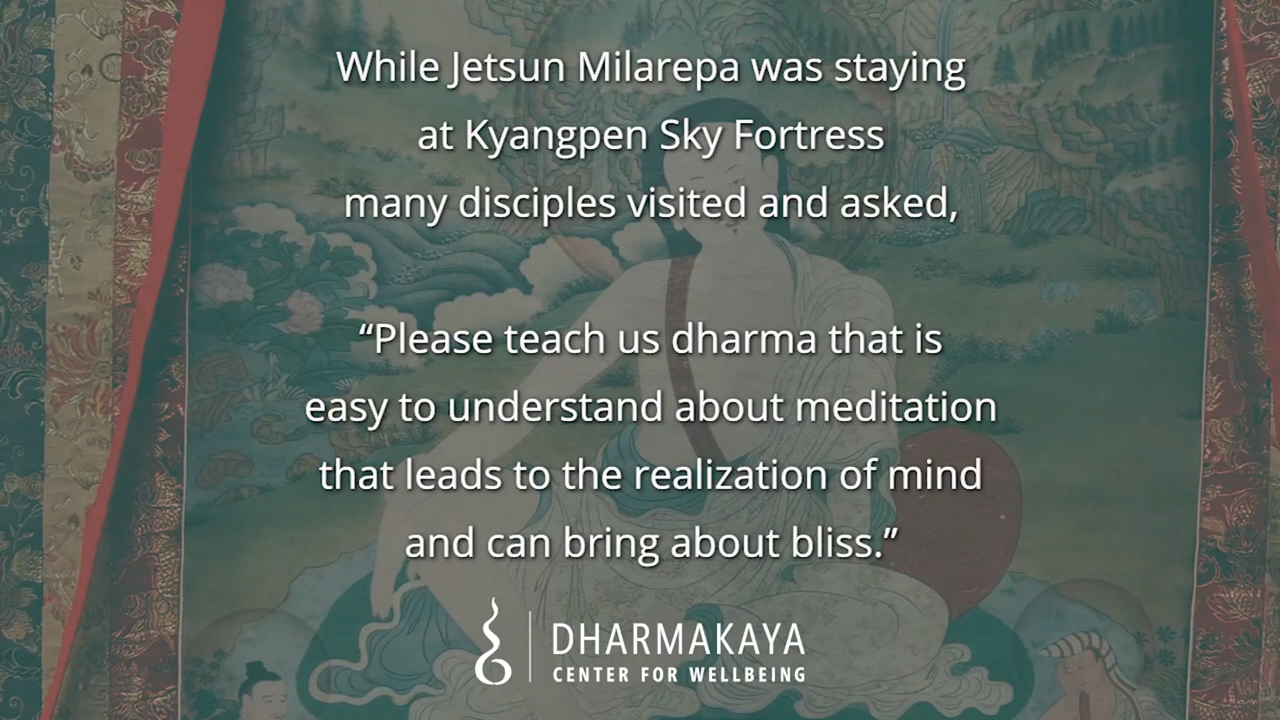 While Jetsun Milarepa was staying
at Kyangpen Sky Fortress
many disciples visited and asked,
“Please teach us dharma that is
easy to understand about meditation
that leads to the realization of mind
and can bring about bliss.”
DHARMAKAYA
CENTER FOR WELLBEING